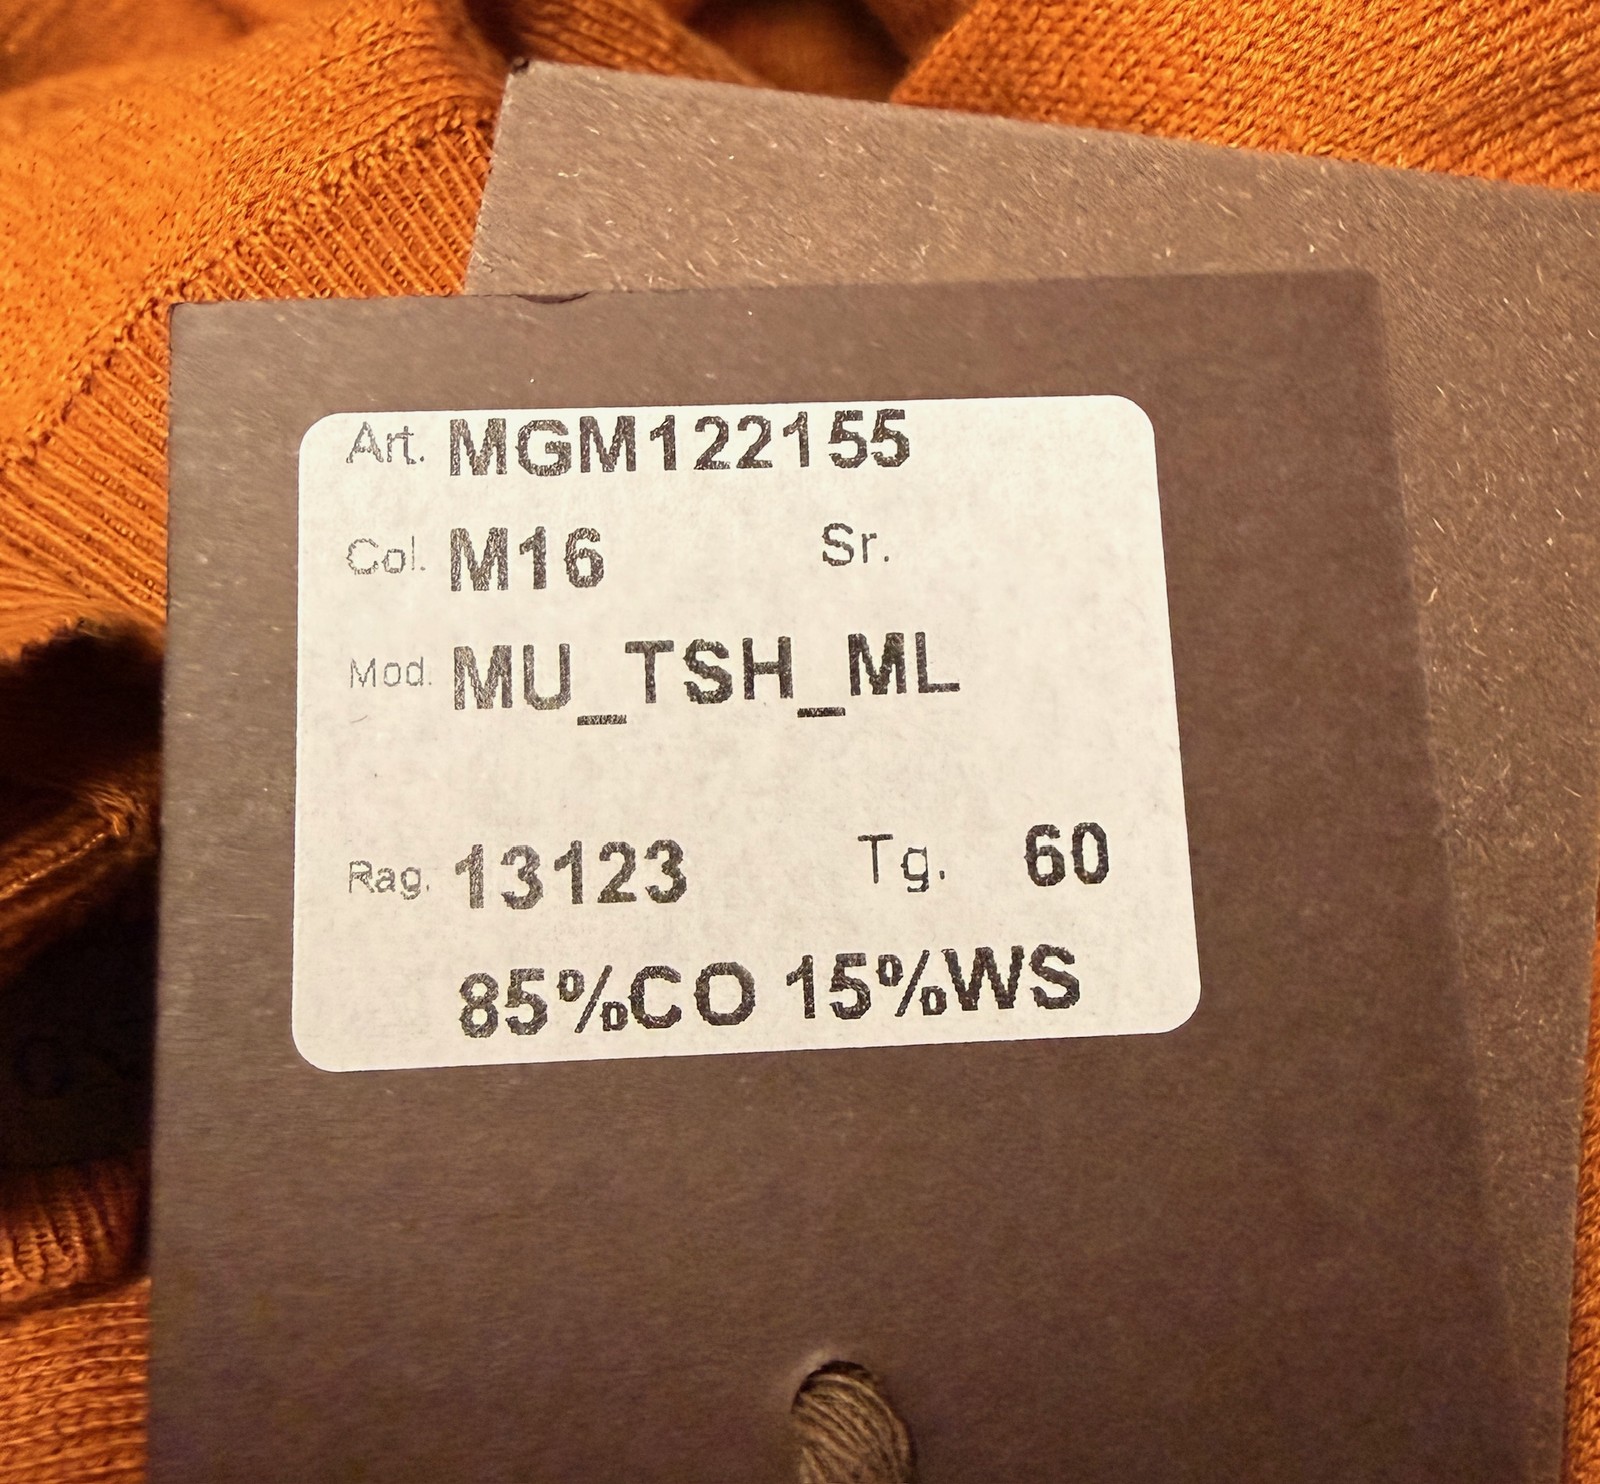 Art. MGM122155
Col. M16 Sr.
Mod. MU_TSH_ML
Rag. 13123 Tg. 60
85%CO 15%WS